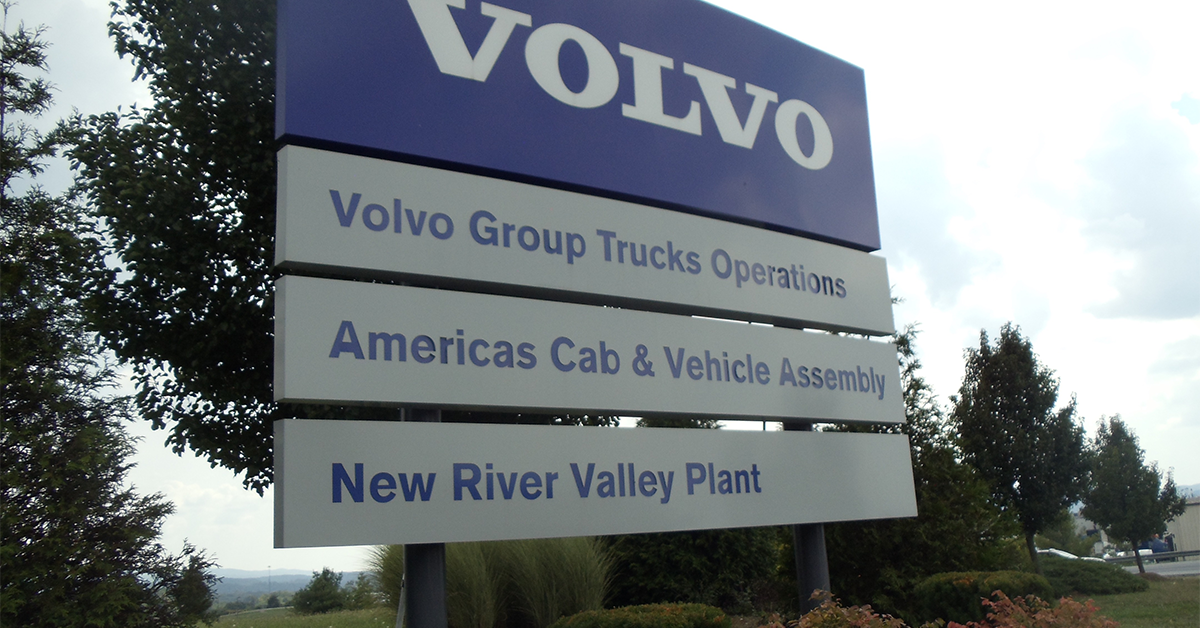 VOLVO
Volvo Group Trucks Operations
Americas Cab & Vehicle Assembly
New River Valley Plant